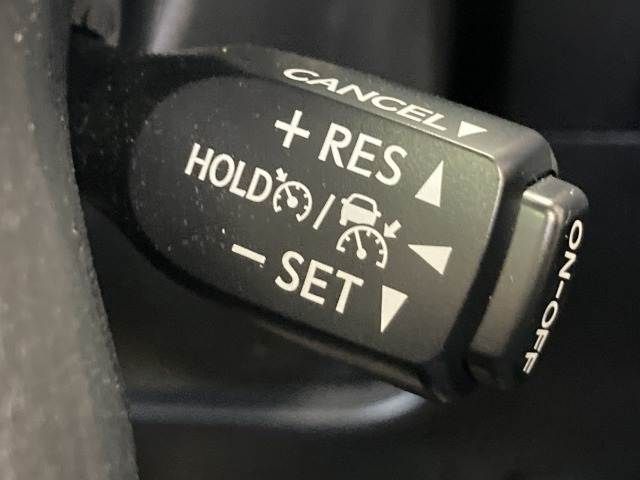 CANCEL
+ RES
HOLD /
- SET
ON-OFF